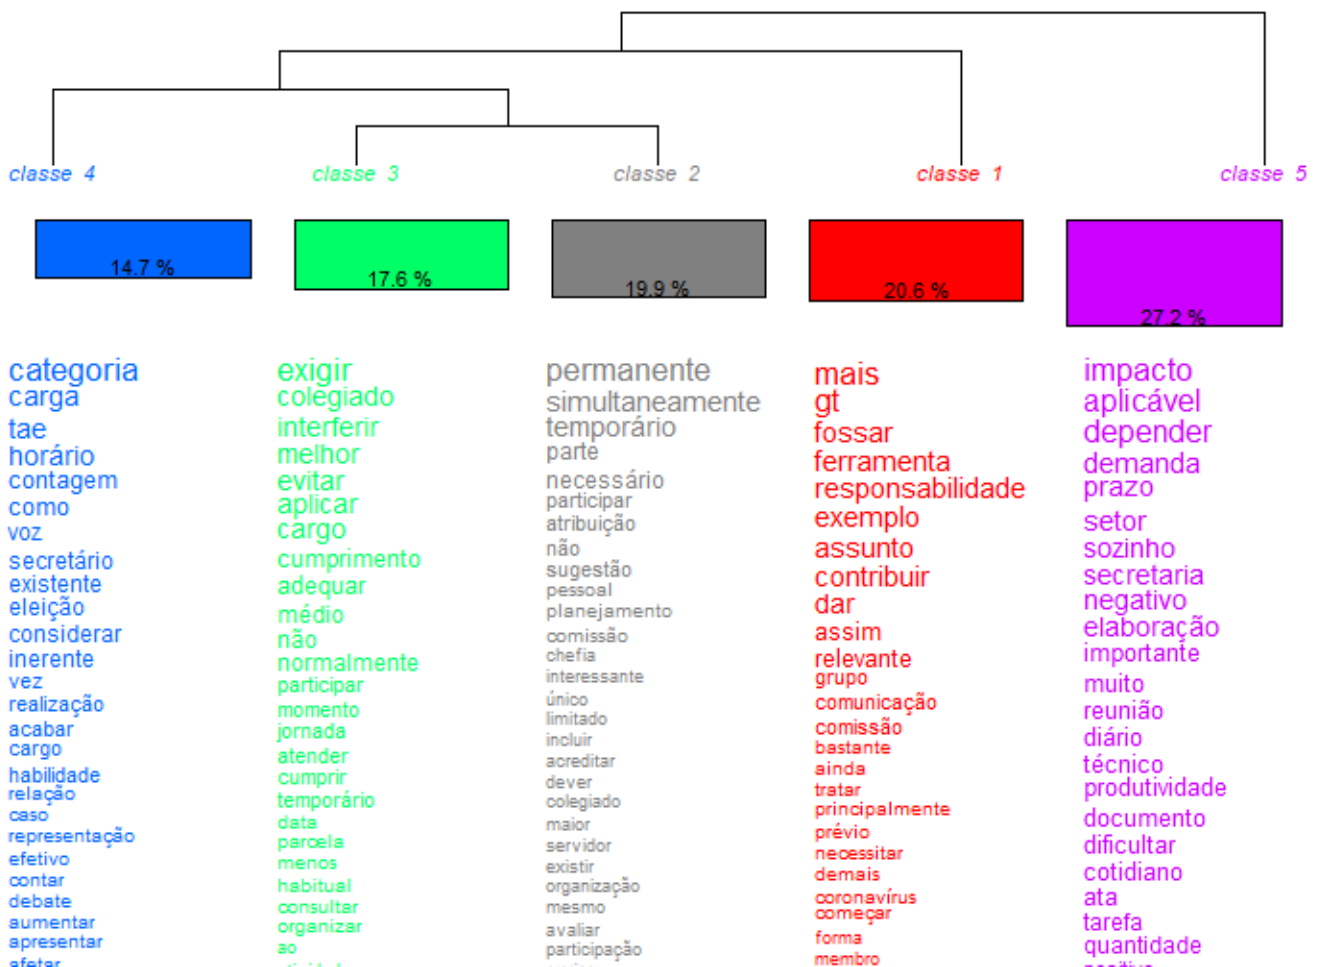 classe 4
classe 3
classe 2
classe 1
classe 5
14.7 %
17.6 %
19.9 %
20.6 %
27.2 %
categoria
carga
tae
horário
contagem
como
voz
secretário
existente
eleição
considerar
inerente
vez
realização
acabar
cargo
habilidade
relação
caso
representação
efetivo
contar
debate
aumentar
apresentar
afetar
exigir
colegiado
interferir
melhor
evitar
aplicar
cargo
cumprimento
adequar
médio
não
normalmente
participar
momento
jornada
atender
cumprir
temporário
data
parcela
menos
habitual
consultar
organizar
ao
permanente
simultaneamente
temporário
parte
necessário
participar
atribuição
não
sugestão
pessoal
planejamento
comissão
chefia
interessante
único
limitado
incluir
acreditar
dever
colegiado
maior
servidor
existir
organização
mesmo
avaliar
participação
mais
gt
fossar
ferramenta
responsabilidade
exemplo
assunto
contribuir
dar
assim
relevante
grupo
comunicação
comissão
bastante
ainda
tratar
principalmente
prévio
necessitar
demais
coronavírus
começar
forma
membro
impacto
aplicável
depender
demanda
prazo
setor
sozinho
secretaria
negativo
elaboração
importante
muito
reunião
diário
técnico
produtividade
documento
dificultar
cotidiano
ata
tarefa
quantidade